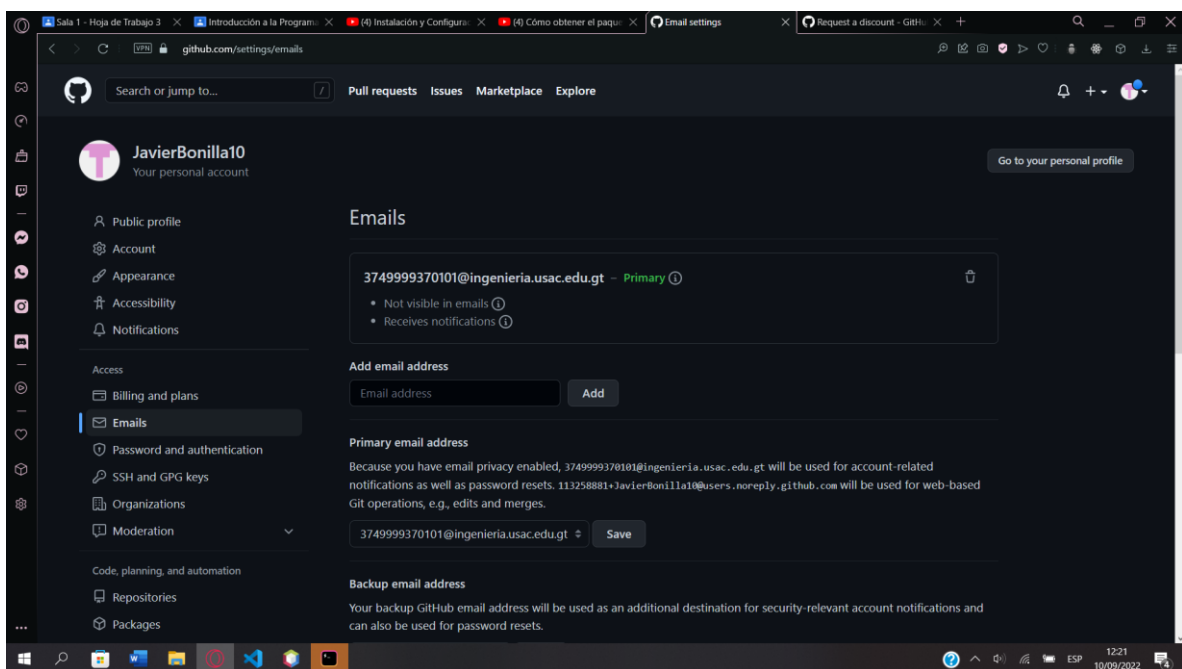 Sala 1 - Hoja de Trabajo 3
Introducción a la Programa
(4) Instalación y Configurac
(4) Cómo obtener el paque
Email settings
Request a discount - GitHu
VPN
github.com/settings/emails
Search or jump to...
/
Pull requests Issues Marketplace Explore
JavierBonilla10
Your personal account
Go to your personal profile
Public profile
Account
Appearance
Accessibility
Notifications
Access
Billing and plans
Emails
Password and authentication
SSH and GPG keys
Organizations
Moderation
Code, planning, and automation
Repositories
Packages
Emails
3749999370101@ingenieria.usac.edu.gt – Primary
• Not visible in emails
• Receives notifications
Add email address
Email address
Add
Primary email address
Because you have email privacy enabled, 3749999370101@ingenieria.usac.edu.gt will be used for account-related
notifications as well as password resets. 113258881+JavierBonilla10@users.noreply.github.com will be used for web-based
Git operations, e.g., edits and merges.
3749999370101@ingenieria.usac.edu.gt
Save
Backup email address
Your backup GitHub email address will be used as an additional destination for security-relevant account notifications and
can also be used for password resets.
ESP
12:21
10/09/2022
4